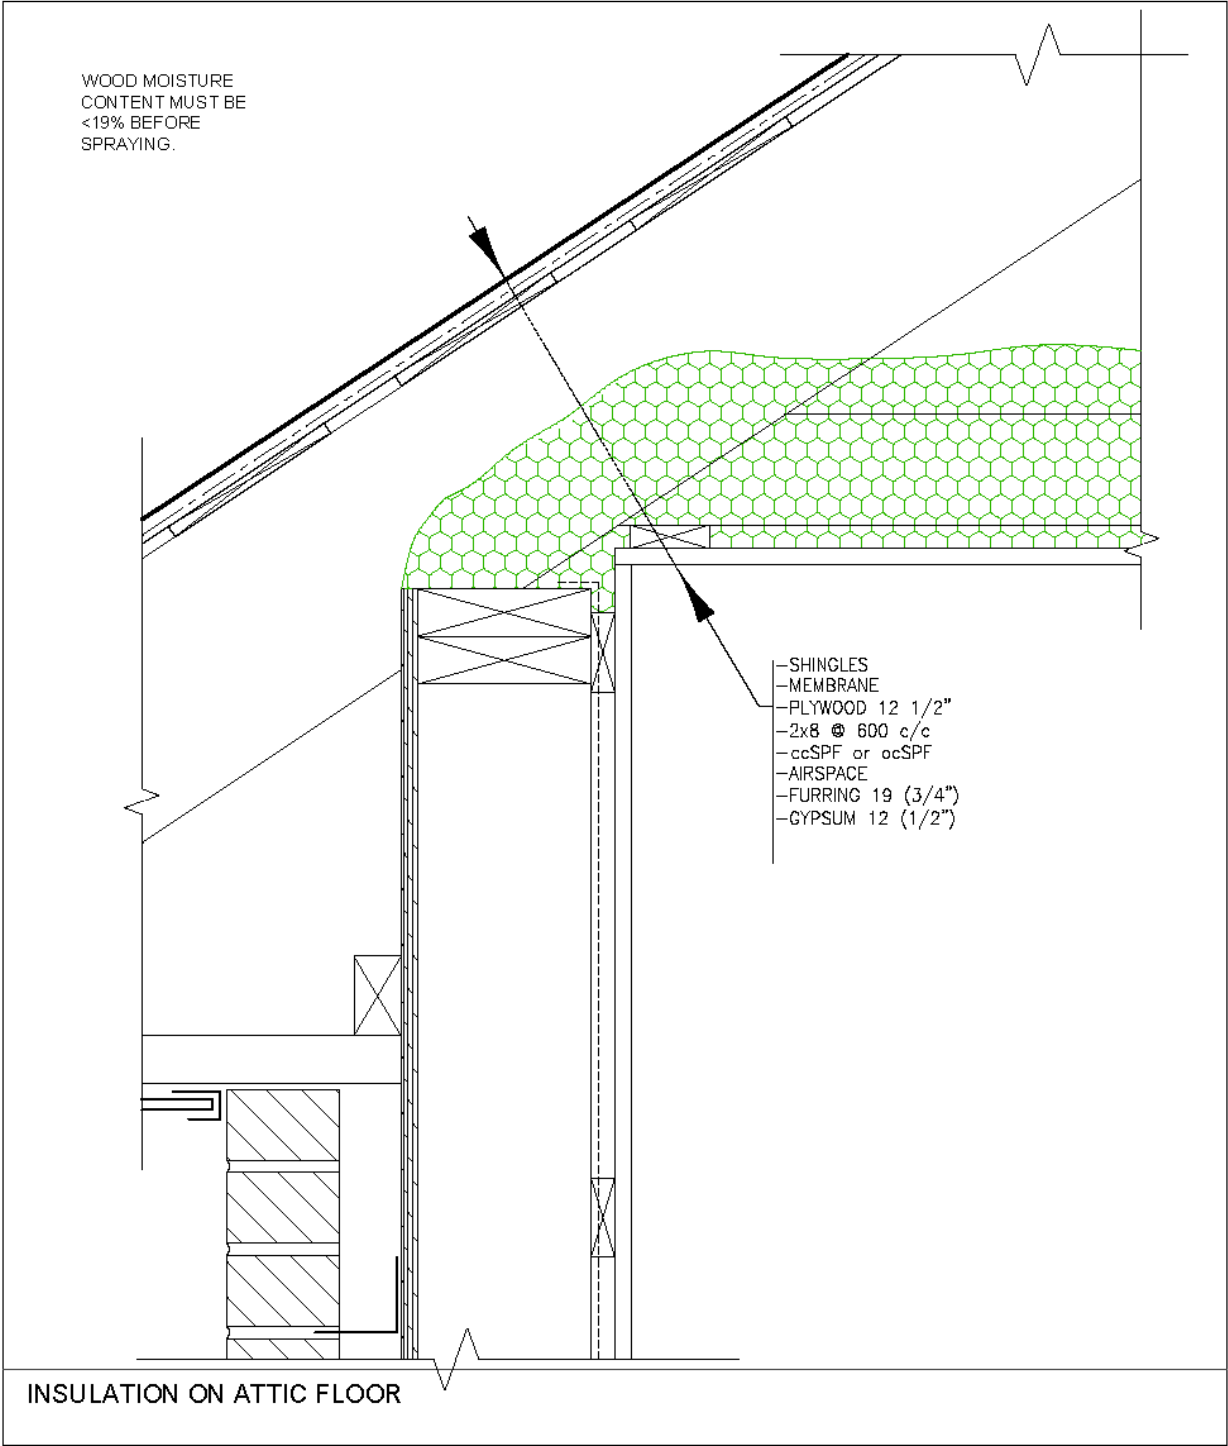 WOOD MOISTURE
CONTENT MUST BE
<19% BEFORE
SPRAYING.
-SHINGLES
-MEMBRANE
-PLYWOOD 12 1/2"
-2x8 @ 600 c/c
-ccSPF or ocSPF
-AIRSPACE
-FURRING 19 (3/4")
-GYPSUM 12 (1/2")
INSULATION ON ATTIC FLOOR